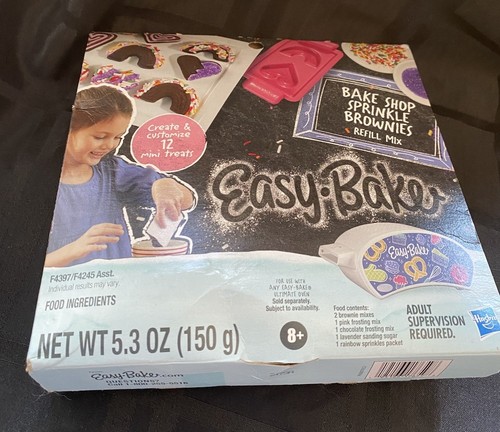 BAKE SHOP
SPRINKLE
BROWNIES
REFILL MIX
Create &
customize
12
mini treats
Easy-Bake
Easy-Bake
F4397/F4245 Asst.
Individual results may vary.
FOOD INGREDIENTS
NET WT 5.3 OZ (150 g)
FOR USE WITH
ANY EASY-BAKE®
ULTIMATE OVEN
Sold separately.
Subject to availability.
8+
Food contents:
2 brownie mixes
1 pink frosting mix
1 chocolate frosting mix
1 lavender sanding sugar
1 rainbow sprinkles packet
ADULT
SUPERVISION
REQUIRED.
Hasbro
Easy-Bake.com
QUESTIONS?